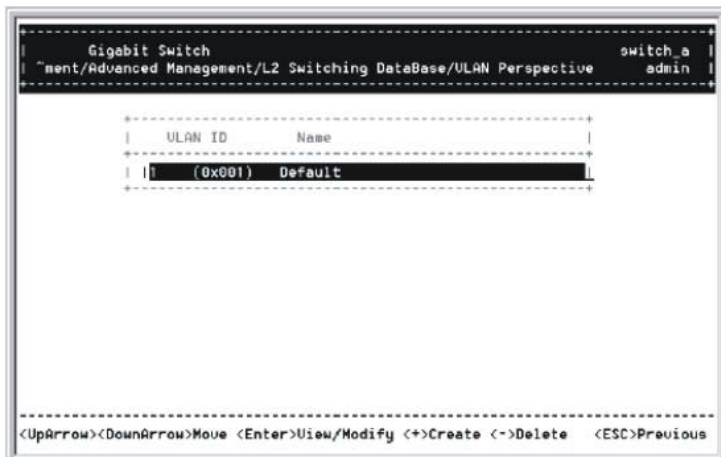 Gigabit Switch switch_a
~ment/Advanced Management/L2 Switching DataBase/VLAN Perspective admin
VLAN ID Name
1 (0x001) Default
<UpArrow><DownArrow>Move <Enter>View/Modify <+>Create <->Delete <ESC>Previous